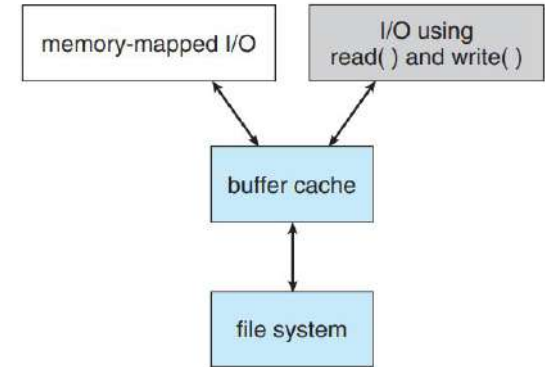 memory-mapped I/O
I/O using
read( ) and write( )
buffer cache
file system